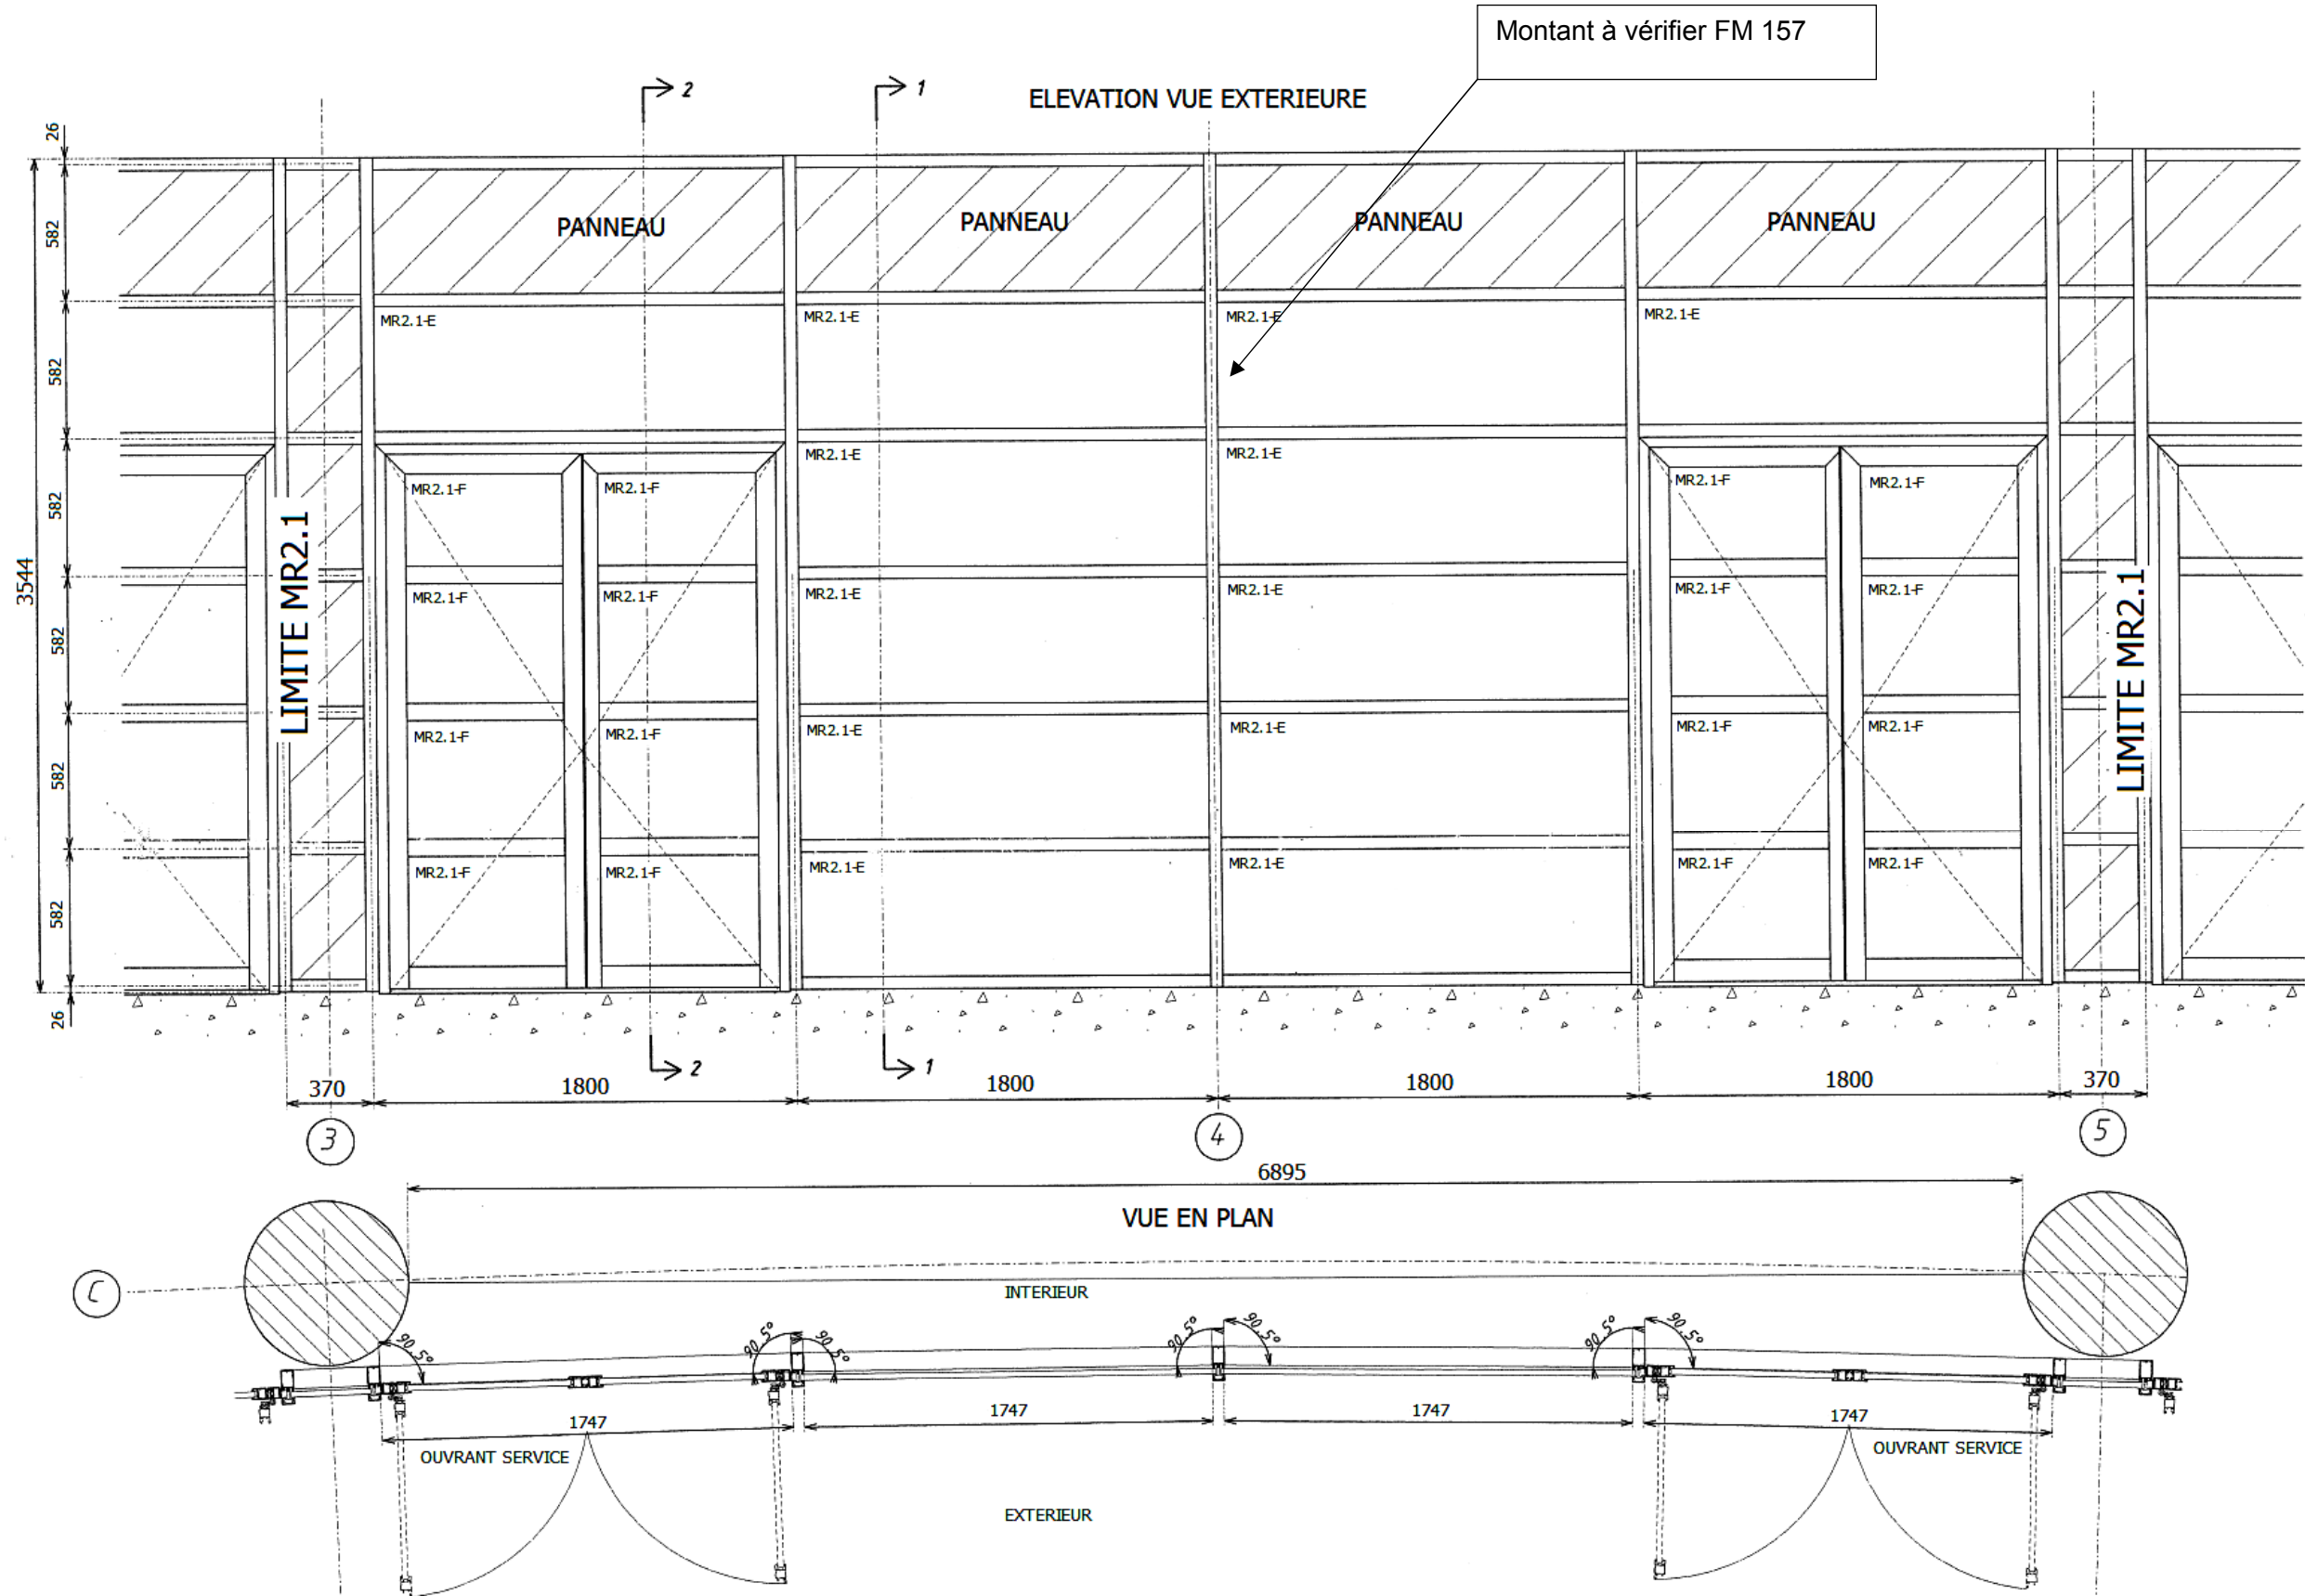 Montant à vérifier FM 157
2
1
ELEVATION VUE EXTERIEURE
26
582
582
582
582
582
582
26
3544
PANNEAU
PANNEAU
PANNEAU
PANNEAU
MR2.1-E
MR2.1-E
MR2.1-E
MR2.1-E
MR2.1-E
MR2.1-E
MR2.1-F
MR2.1-F
MR2.1-F
MR2.1-F
LIMITE MR2.1
LIMITE MR2.1
MR2.1-F
MR2.1-F
MR2.1-E
MR2.1-E
MR2.1-F
MR2.1-F
MR2.1-F
MR2.1-F
MR2.1-E
MR2.1-E
MR2.1-F
MR2.1-F
MR2.1-F
MR2.1-F
MR2.1-E
MR2.1-E
MR2.1-F
MR2.1-F
2
1
370
1800
1800
1800
1800
370
3
4
5
6895
VUE EN PLAN
C
INTERIEUR
90.5°
90.5°
90.5°
90.5°
90.5°
90.5°
90.5°
1747
1747
1747
1747
OUVRANT SERVICE
OUVRANT SERVICE
EXTERIEUR